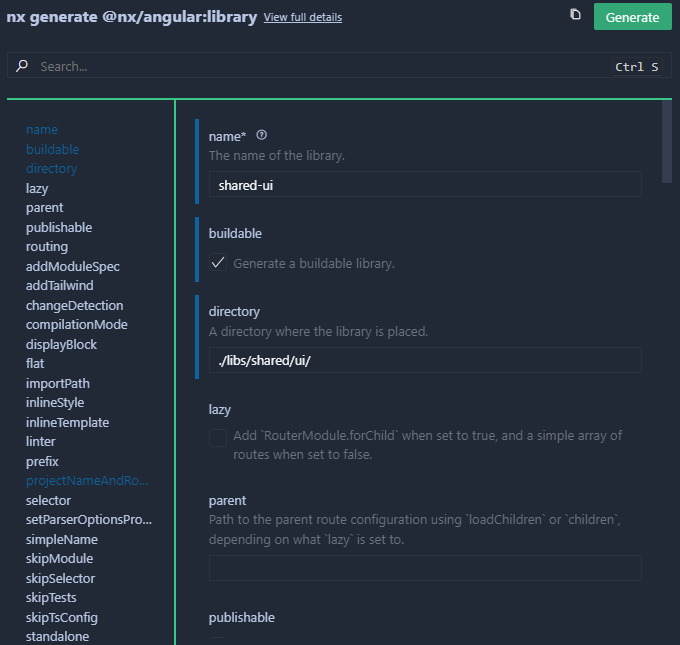 nx generate @nx/angular:library View full details
Generate
Search...
Ctrl S
name
buildable
directory
lazy
parent
publishable
routing
addModuleSpec
addTailwind
changeDetection
compilationMode
displayBlock
flat
importPath
inlineStyle
inlineTemplate
linter
prefix
projectNameAndRo...
selector
setParserOptionsPro...
simpleName
skipModule
skipSelector
skipTests
skipTsConfig
standalone
name*
The name of the library.
shared-ui
buildable
Generate a buildable library.
directory
A directory where the library is placed.
./libs/shared/ui/
lazy
Add `RouterModule.forChild` when set to true, and a simple array of
routes when set to false.
parent
Path to the parent route configuration using `loadChildren` or `children`,
depending on what `lazy` is set to.
publishable